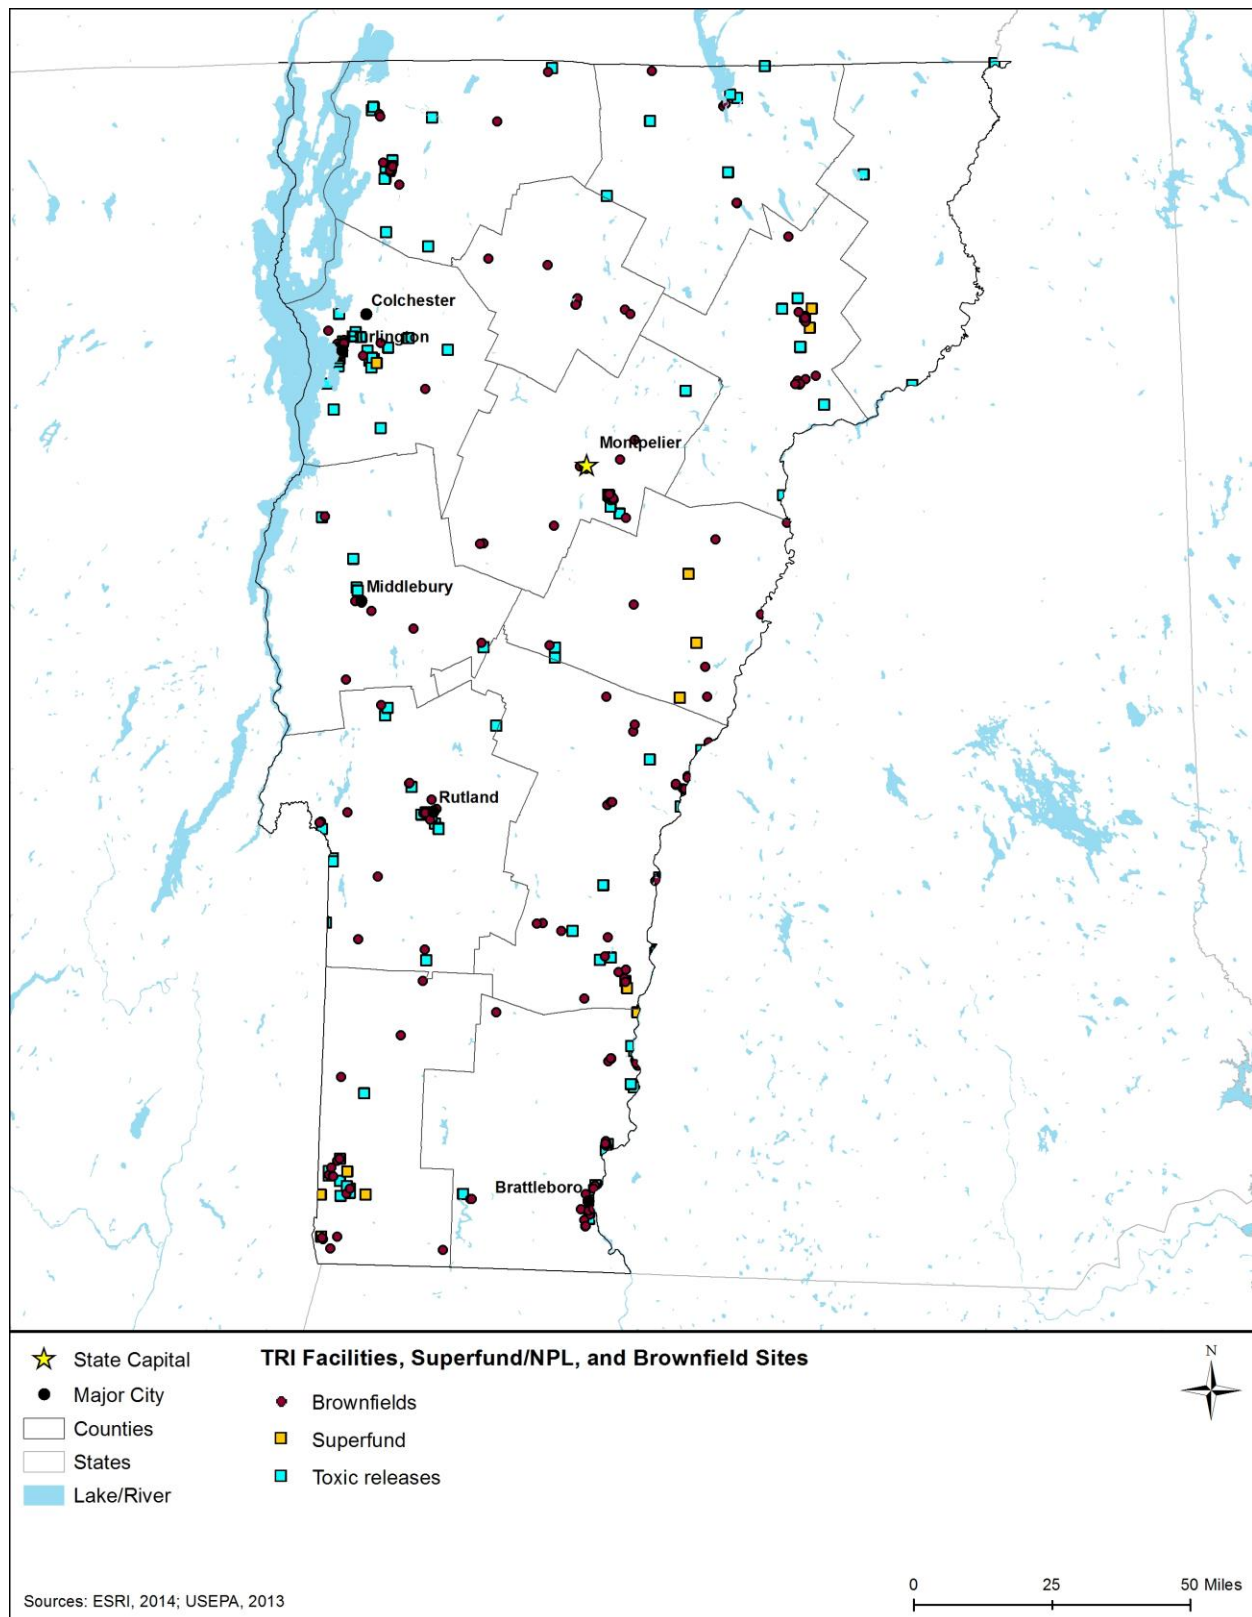 Colchester
rlington
Montpelier
Middlebury
Rutland
Brattleboro
State Capital
Major City
Counties
States
Lake/River
TRI Facilities, Superfund/NPL, and Brownfield Sites
Brownfields
Superfund
Toxic releases
N
Sources: ESRI, 2014; USEPA, 2013
0 25 50 Miles